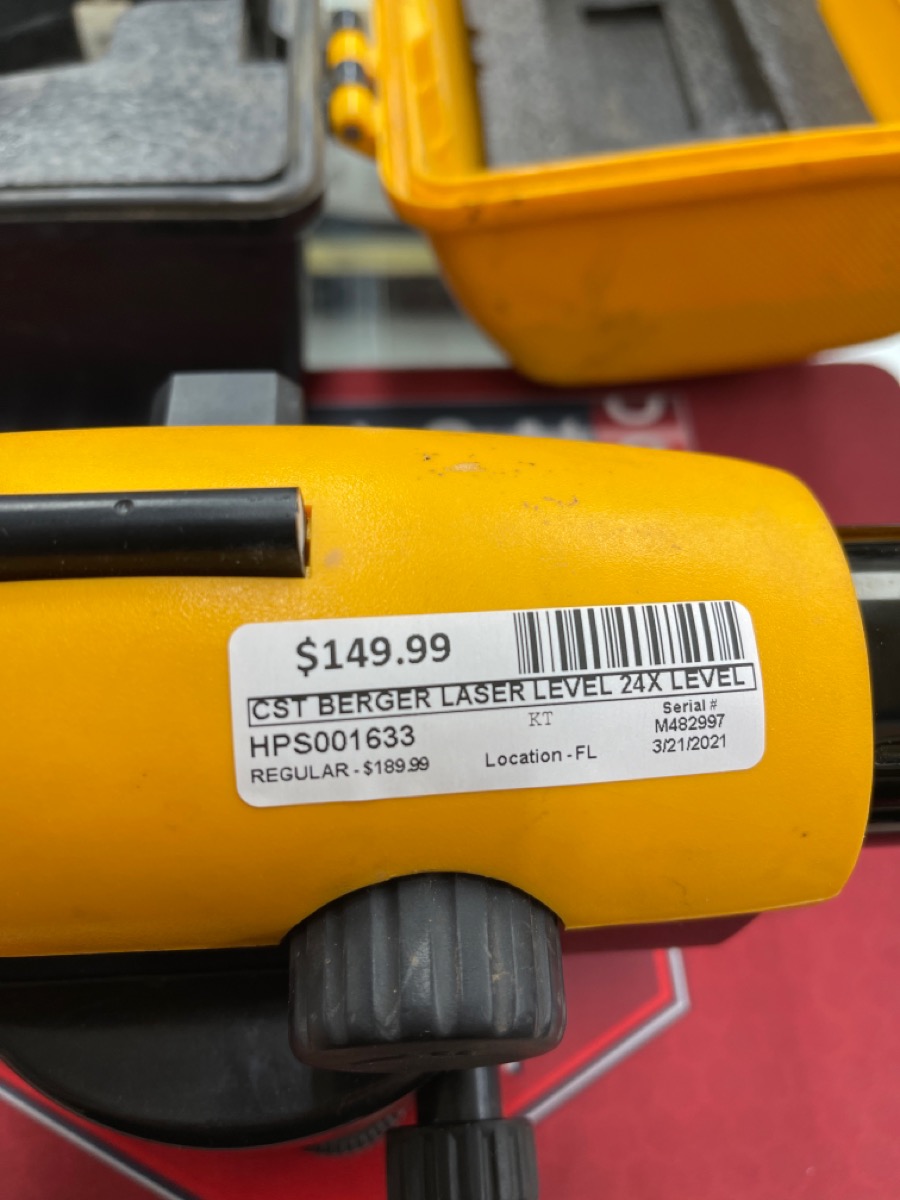 $149.99
CST BERGER LASER LEVEL 24X LEVEL
HPS001633
KT
Serial #
M482997
REGULAR - $189.99
Location - FL
3/21/2021